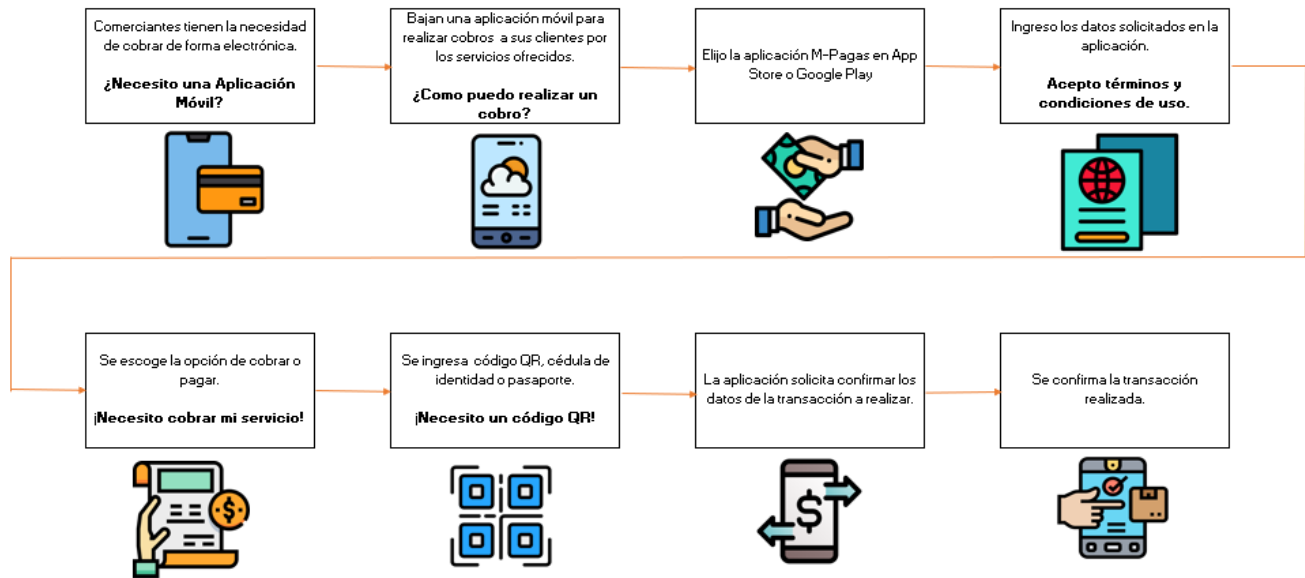 Comerciantes tienen la necesidad
de cobrar de forma electrónica.
¿Necesito una Aplicación
Móvil?
Bajan una aplicación móvil para
realizar cobros a sus clientes por
los servicios ofrecidos.
¿Como puedo realizar un
cobro?
Elijo la aplicación M-Pagas en App
Store o Google Play
Ingreso los datos solicitados en la
aplicación.
Acepto términos y
condiciones de uso.
Se escoge la opción de cobrar o
pagar.
¡Necesito cobrar mi servicio!
Se ingresa código QR, cédula de
identidad o pasaporte.
¡Necesito un código QR!
La aplicación solicita confirmar los
datos de la transacción a realizar.
Se confirma la transacción
realizada.
$
$